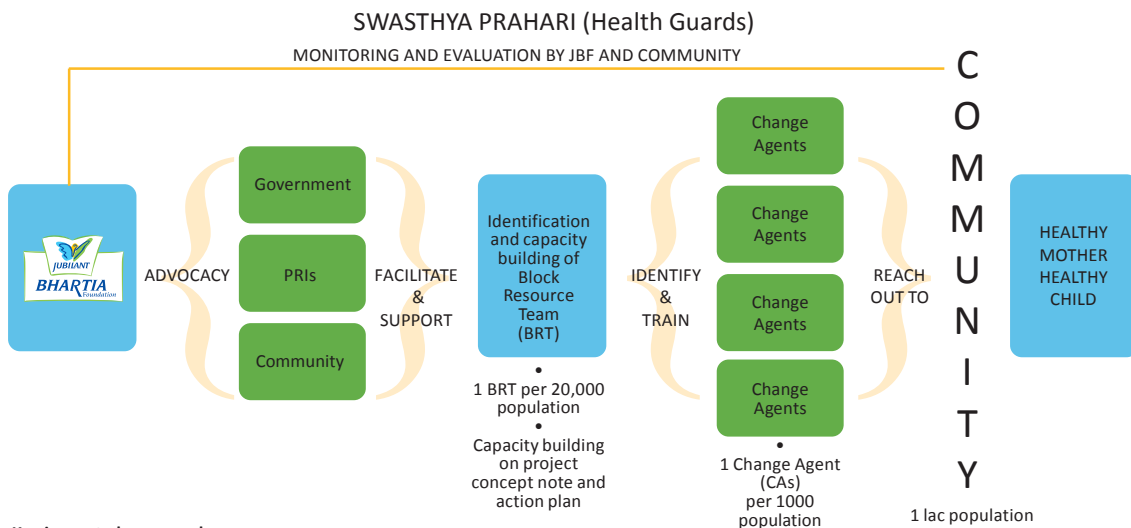 SWASTHYA PRAHARI (Health Guards)
MONITORING AND EVALUATION BY JBF AND COMMUNITY
JUBILANT
BHARTIA
Foundation
ADVOCACY
Government
PRIs
Community
FACILITATE
&
SUPPORT
Identification
and capacity
building of
Block
Resource
Team
(BRT)
•
1 BRT per 20,000
population
•
Capacity building
on project
concept note and
action plan
IDENTIFY
&
TRAIN
Change
Agents
Change
Agents
Change
Agents
Change
Agents
•
1 Change Agent
(CAs)
per 1000
population
REACH
OUT TO
C
O
M
M
U
N
I
T
Y
1 lac population
HEALTHY
MOTHER
HEALTHY
CHILD